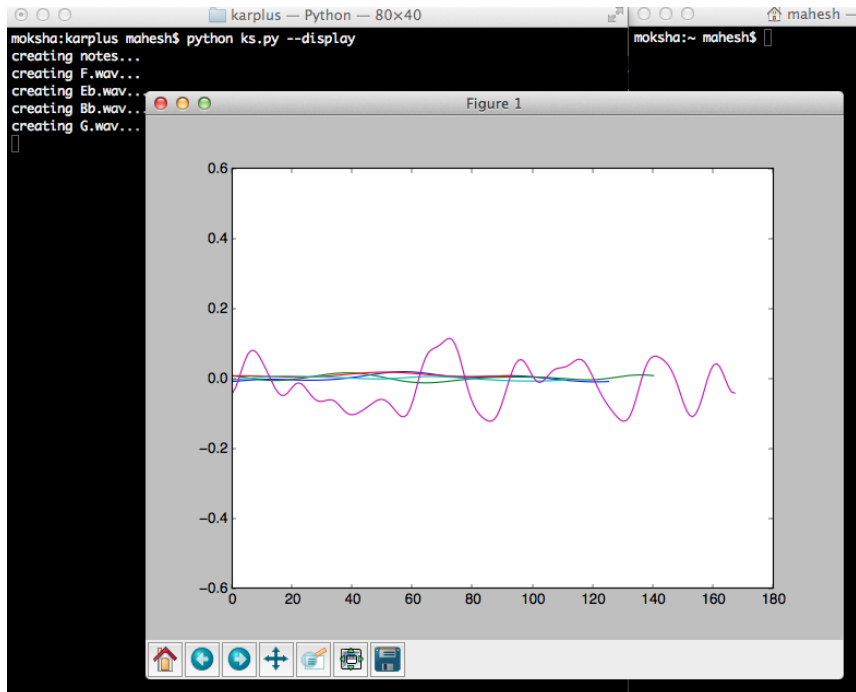 karplus — Python — 80×40
mahesh —
moksha:karplus mahesh$ python ks.py --display
creating notes...
creating F.wav...
creating Eb.wav...
creating Bb.wav...
creating G.wav...
moksha:~ mahesh$
Figure 1
0.6
0.4
0.2
0.0
−0.2
−0.4
−0.6
0 20 40 60 80 100 120 140 160 180